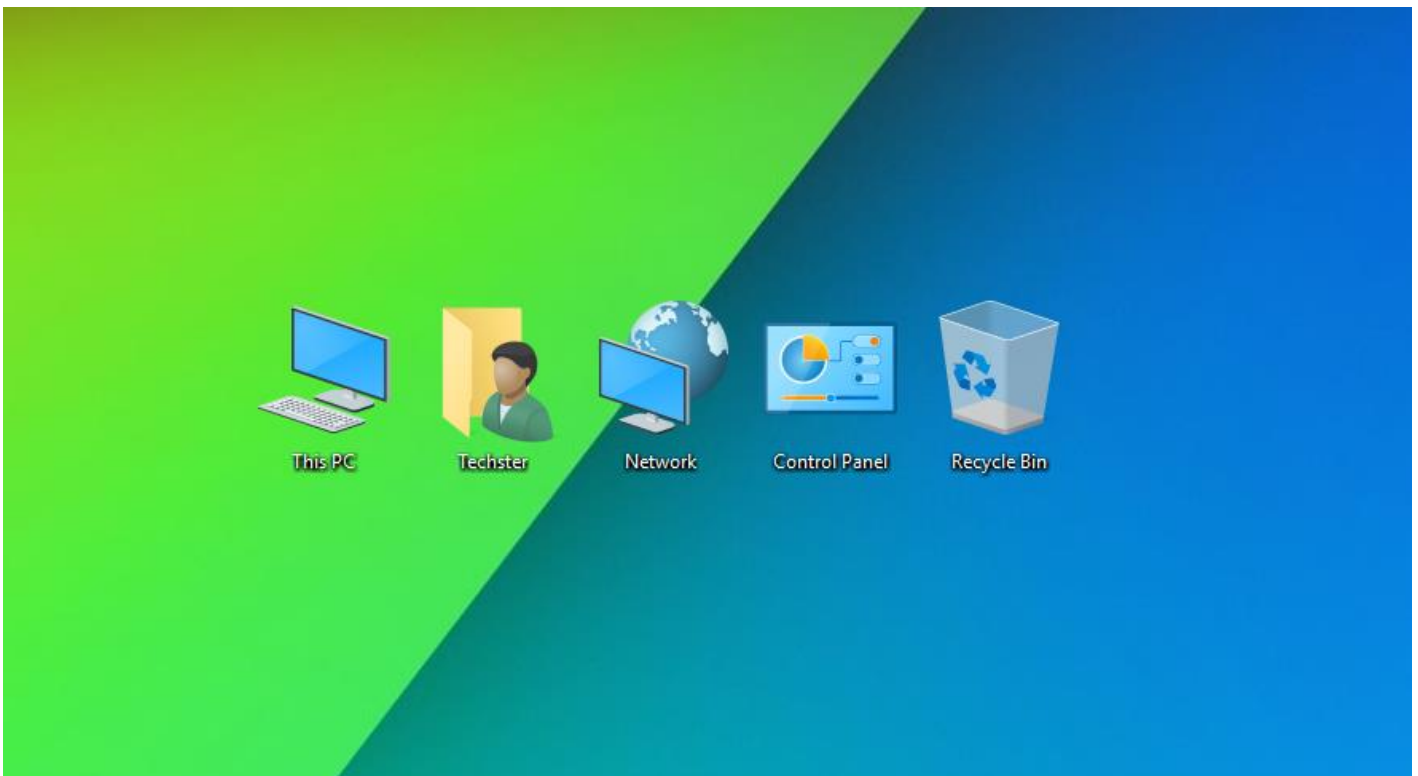 This PC
Techster
Network
Control Panel
Recycle Bin